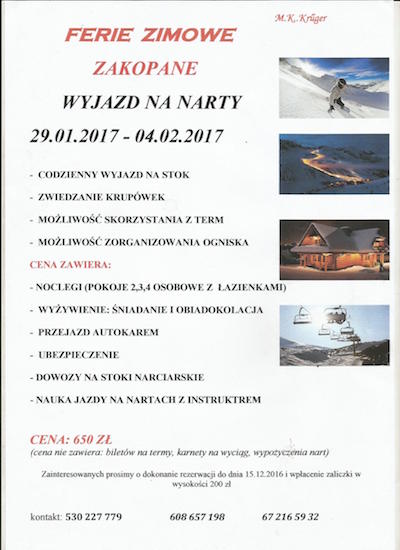 M.K..Krüger
FERIE ZIMOWE
ZAKOPANE
WYJAZD NA NARTY
29.01.2017 - 04.02.2017
- CODZIENNY WYJAZD NA STOK
- ZWIEDZANIE KRUPÓWEK
- MOŻLIWOŚĆ SKORZYSTANIA Z TERM
- MOŻLIWOŚĆ ZORGANIZOWANIA OGNISKA
CENA ZAWIERA:
- NOCLEGI (POKOJE 2,3,4 OSOBOWE Z ŁAZIENKAMI)
- WYŻYWIENIE: ŚNIADANIE I OBIADOKOLACJA
- PRZEJAZD AUTOKAREM
- UBEZPIECZENIE
- DOWOZY NA STOKI NARCIARSKIE
- NAUKA JAZDY NA NARTACH Z INSTRUKTREM
CENA: 650 ZŁ
(cena nie zawiera: biletów na termy, karnety na wyciąg, wypożyczenia nart)
Zainteresowanych prosimy o dokonanie rezerwacji do dnia 15.12.2016 i wpłacenie zaliczki w
wysokości 200 zł
kontakt: 530 227 779 608 657 198 67 216 59 32